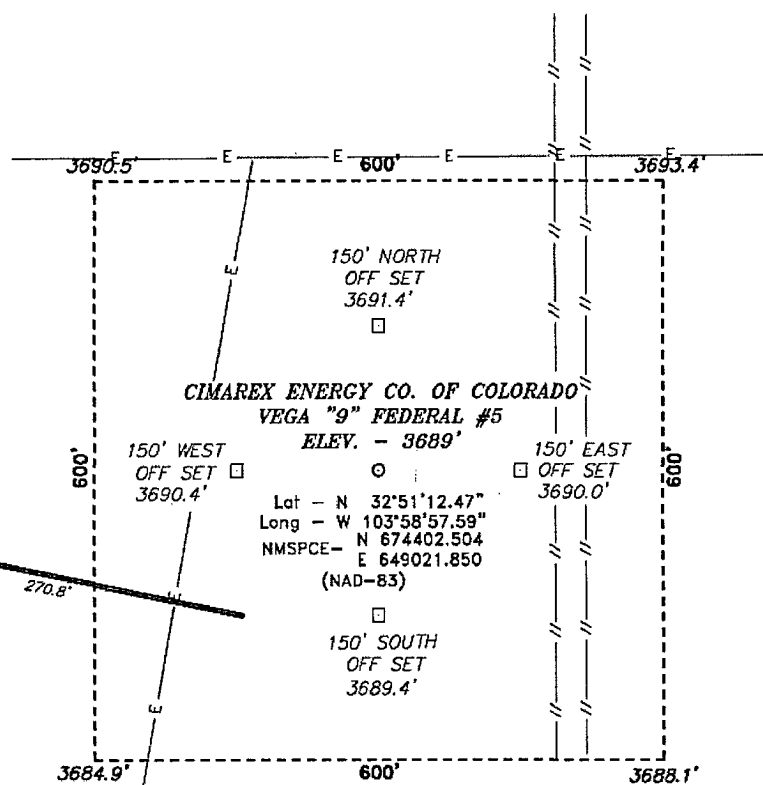 E E E E E
3690.5' 600' 3693.4'
E
150' NORTH
OFF SET
3691.4'
CIMAREX ENERGY CO. OF COLORADO
VEGA "9" FEDERAL #5
ELEV. - 3689'
600'
150' WEST
OFF SET
3690.4'
150' EAST
OFF SET
3690.0'
600'
Lat - N 32°51'12.47"
Long - W 103°58'57.59"
NMSPCE- N 674402.504
E 649021.850
(NAD-83)
270.8'
E
150' SOUTH
OFF SET
3689.4'
E
3684.9' 600' 3688.1'